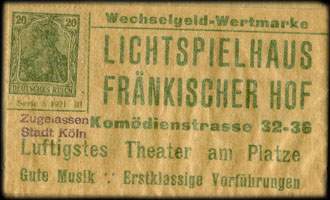 Wechselgeld-Wertmarke
20 20
DEUTSCHES REICH
Serie 1921
LICHTSPIELHAUS
FRÄNKISCHER HOF
Zugelassen
Stadt Köln
Komödienstrasse 32-36
Luftigstes Theater am Platze
Gute Musik Erstklassige Vorführungen